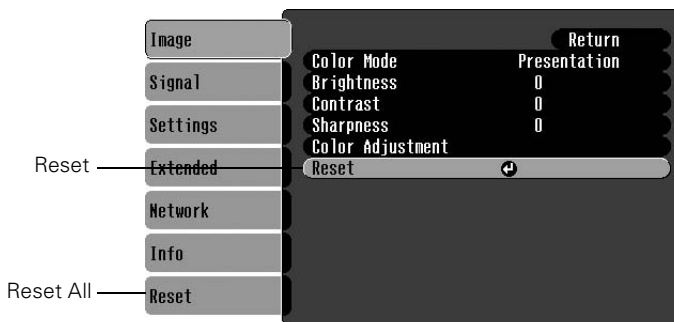 Image
Signal
Settings
Extended
Network
Info
Reset
Return
Color Mode Presentation
Brightness 0
Contrast 0
Sharpness 0
Color Adjustment
Reset
Reset
Reset All